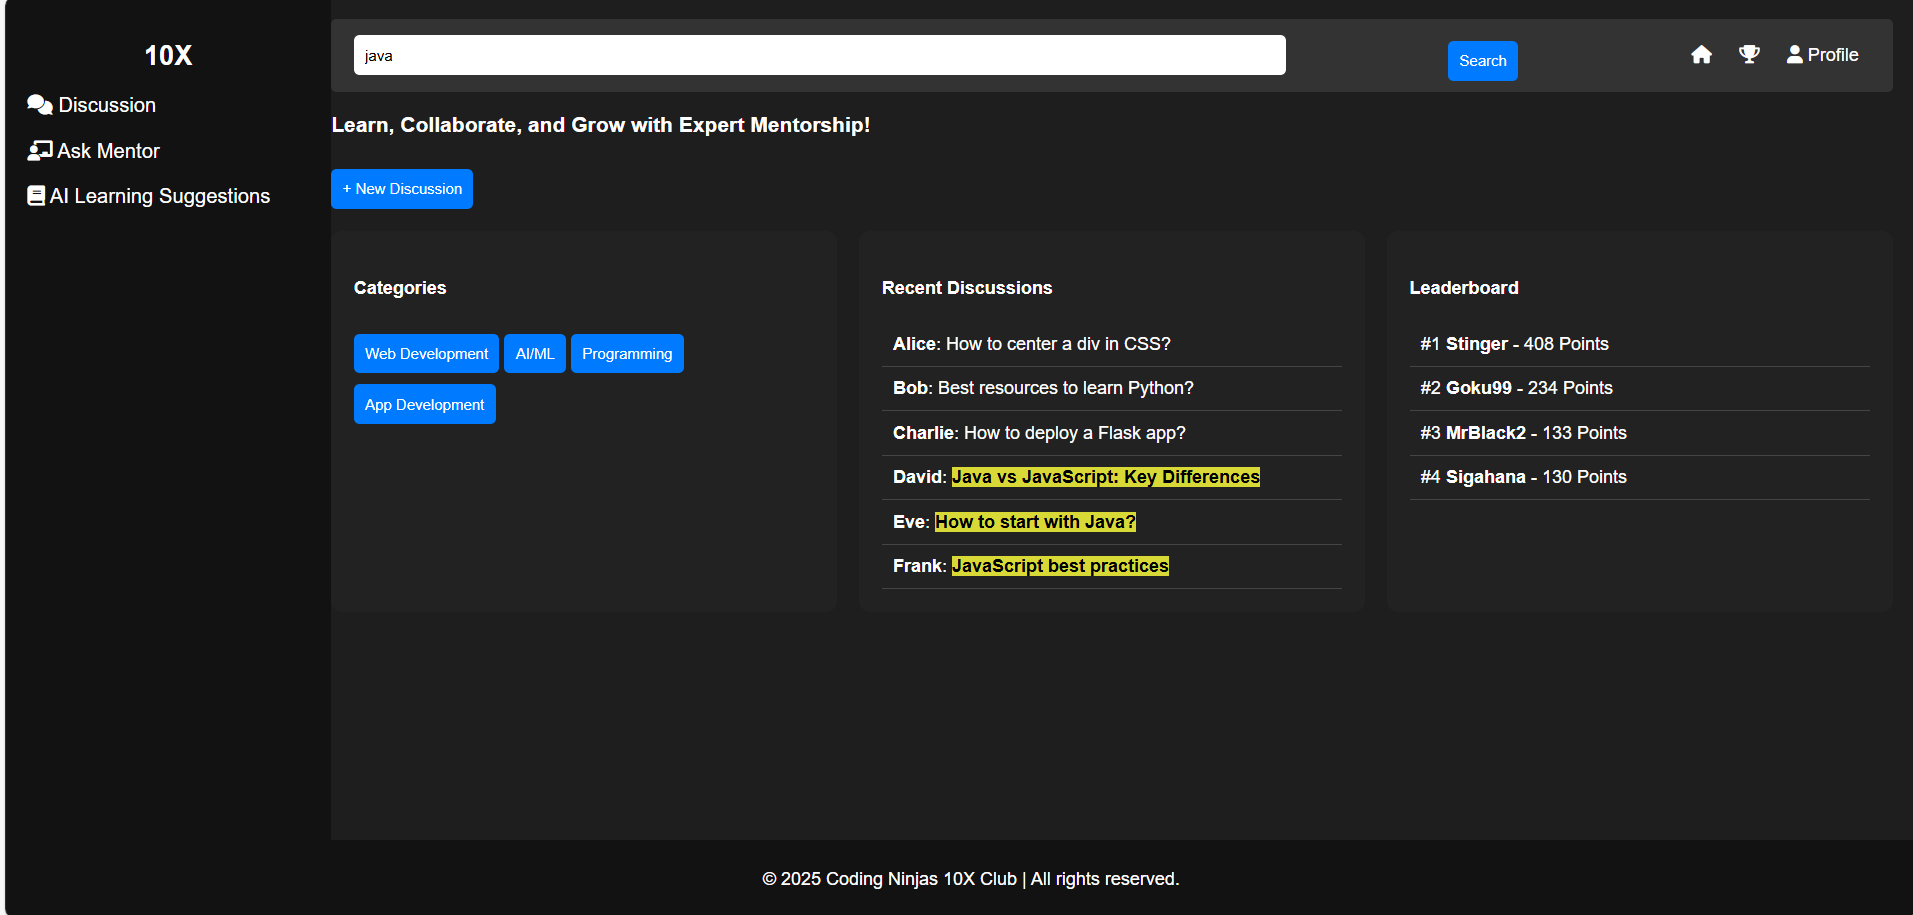 10X
Discussion
Ask Mentor
AI Learning Suggestions
java
Search
Profile
Learn, Collaborate, and Grow with Expert Mentorship!
+ New Discussion
Categories
Web Development
AI/ML
Programming
App Development
Recent Discussions
Alice: How to center a div in CSS?
Bob: Best resources to learn Python?
Charlie: How to deploy a Flask app?
David: Java vs JavaScript: Key Differences
Eve: How to start with Java?
Frank: JavaScript best practices
Leaderboard
#1 Stinger - 408 Points
#2 Goku99 - 234 Points
#3 MrBlack2 - 133 Points
#4 Sigahana - 130 Points
© 2025 Coding Ninjas 10X Club | All rights reserved.